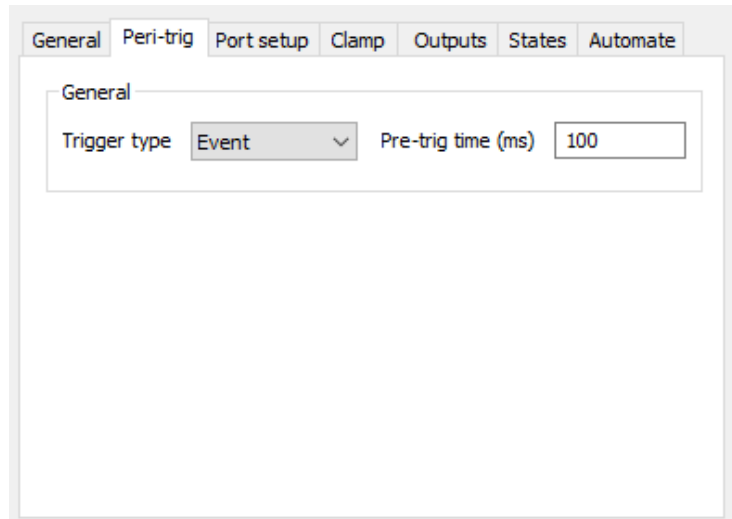 General Peri-trig Port setup Clamp Outputs States Automate
General
Trigger type Event Pre-trig time (ms) 100